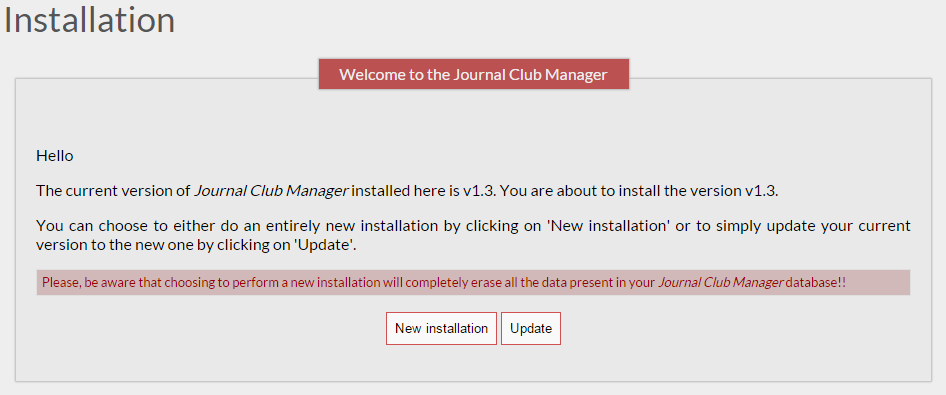 Installation
Welcome to the Journal Club Manager
Hello
The current version of Journal Club Manager installed here is v1.3. You are about to install the version v1.3.
You can choose to either do an entirely new installation by clicking on 'New installation' or to simply update your current
version to the new one by clicking on 'Update'.
Please, be aware that choosing to perform a new installation will completely erase all the data present in your Journal Club Manager database!!
New installation Update